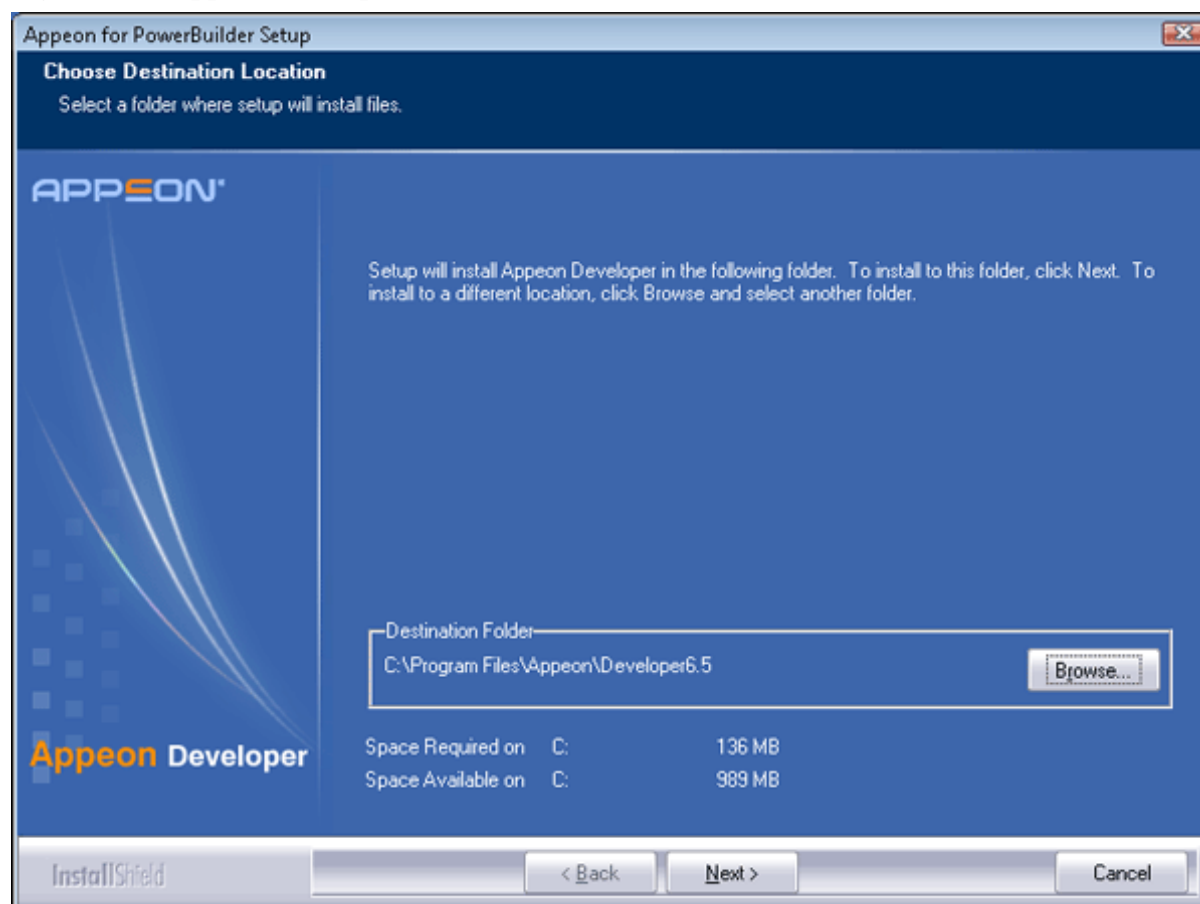 Appeon for PowerBuilder Setup
Choose Destination Location
Select a folder where setup will install files.
APPEON
Setup will install Appeon Developer in the following folder. To install to this folder, click Next. To
install to a different location, click Browse and select another folder.
Destination Folder
C:\Program Files\Appeon\Developer6.5
Browse...
Appeon Developer
Space Required on C: 136 MB
Space Available on C: 989 MB
InstallShield
< Back
Next >
Cancel